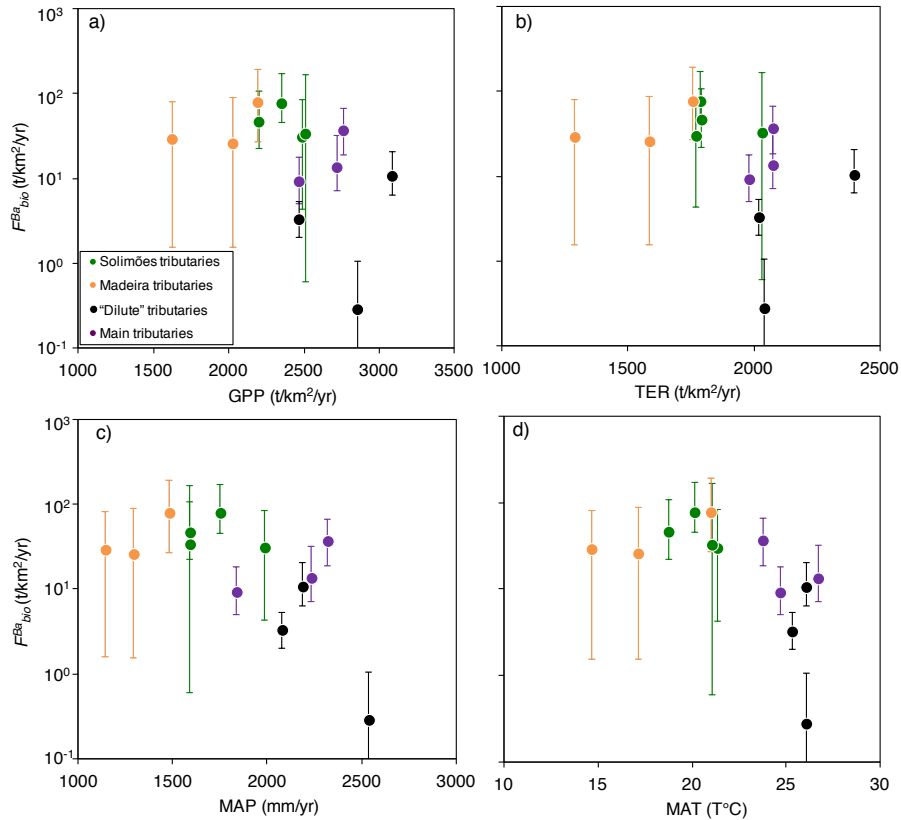 a)
10³
10²
10¹
10⁰
10⁻¹
F^Ba_bio (t/km²/yr)
Solimões tributaries
Madeira tributaries
“Dilute” tributaries
Main tributaries
1000 1500 2000 2500 3000 3500
GPP (t/km²/yr)
b)
1000 1500 2000 2500
TER (t/km²/yr)
c)
10³
10²
10¹
10⁰
10⁻¹
F^Ba_bio (t/km²/yr)
1000 1500 2000 2500 3000
MAP (mm/yr)
d)
10 15 20 25 30
MAT (T°C)